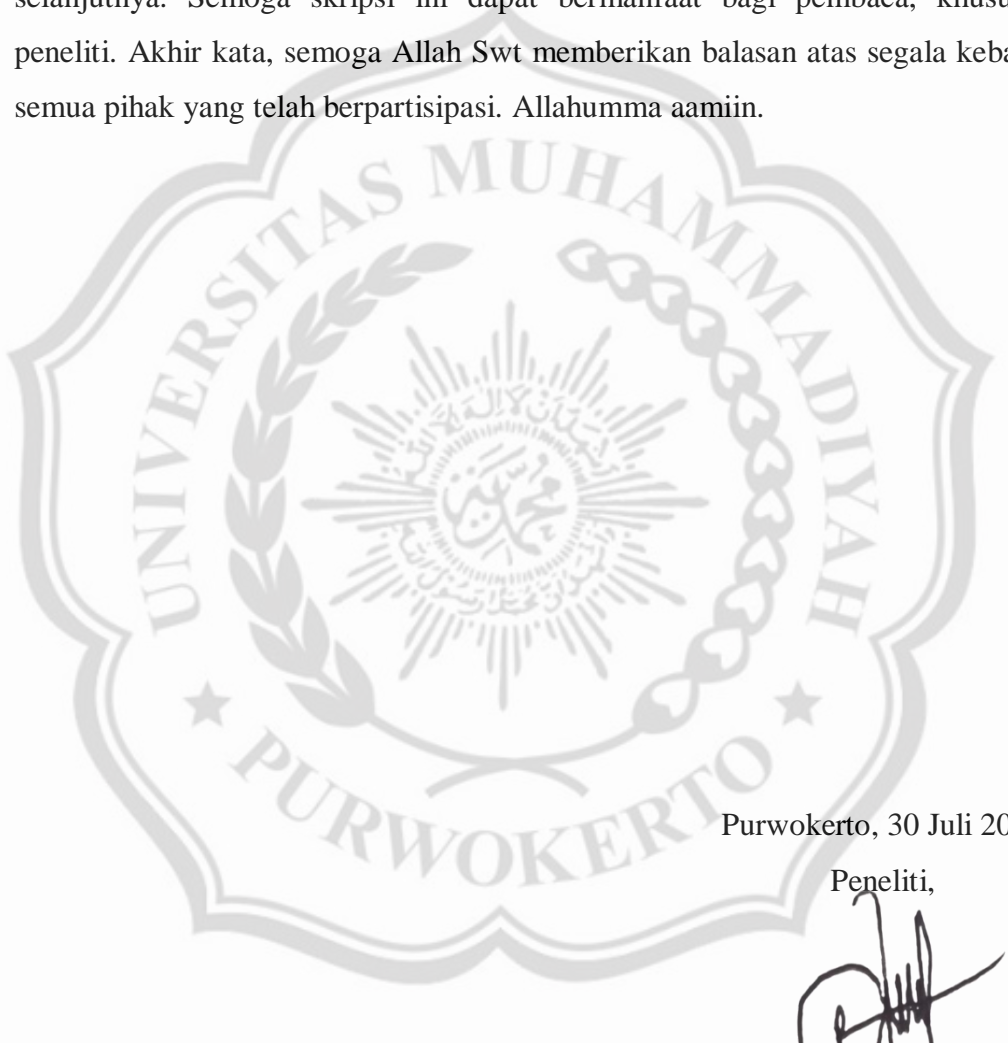 selanjutnya. Semoga skripsi ini dapat bermanfaat bagi pembaca, khusu
peneliti. Akhir kata, semoga Allah Swt memberikan balasan atas segala keba
semua pihak yang telah berpartisipasi. Allahumma aamiin.
UNIVERSITAS MUHAMMADIYAH
محمد
PURWOKERTO
Purwokerto, 30 Juli 20
Peneliti,